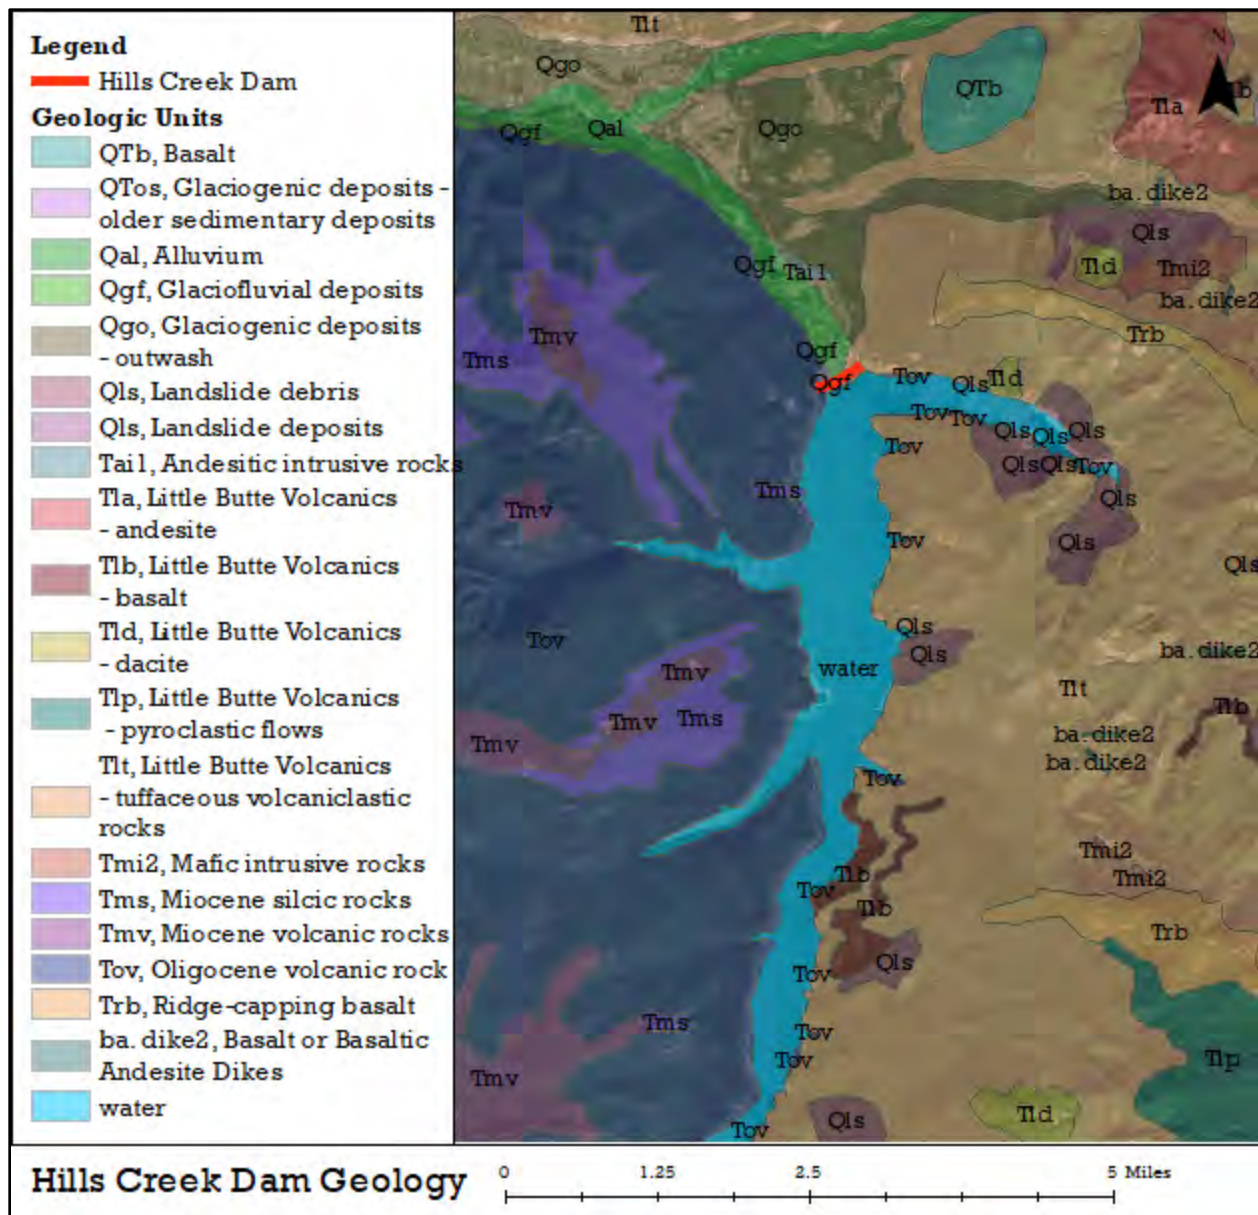 Legend
Hills Creek Dam
Geologic Units
QTb, Basalt
QTos, Glaciogenic deposits -
older sedimentary deposits
Qal, Alluvium
Qgf, Glaciofluvial deposits
Qgo, Glaciogenic deposits
- outwash
Qls, Landslide debris
Qls, Landslide deposits
Tai1, Andesitic intrusive rocks
Tla, Little Butte Volcanics
- andesite
Tlb, Little Butte Volcanics
- basalt
Tld, Little Butte Volcanics
- dacite
Tlp, Little Butte Volcanics
- pyroclastic flows
Tlt, Little Butte Volcanics
- tuffaceous volcaniclastic
rocks
Tmi2, Mafic intrusive rocks
Tms, Miocene silcic rocks
Tmv, Miocene volcanic rocks
Tov, Oligocene volcanic rock
Trb, Ridge-capping basalt
ba. dike2, Basalt or Basaltic
Andesite Dikes
water
Tlt
N
Qgo
QTb
Tla
Tlb
Qgf
Qal
Qgo
ba. dike2
Qls
Qgf
Tai1
Tld
Tmi2
ba. dike2
Tmv
Trb
Tms
Qgf
Qgf
Tov
Qls
Tld
Tov
Tov
Qls
Qls
Qls
Tov
Qls
Qls
Tov
Tms
Qls
Tmv
Tov
Qls
Qls
Qls
Tov
Qls
ba. dike2
water
Tmv
Tlt
Tmv
Tms
Tlb
Tmv
ba. dike2
ba. dike2
Tov
Tmi2
Tlb
Tmi2
Tov
Tlb
Trb
Qls
Tov
Tms
Tov
Tov
Tlp
Tmv
Qls
Tld
Tov
Hills Creek Dam Geology
0 1.25 2.5 5 Miles